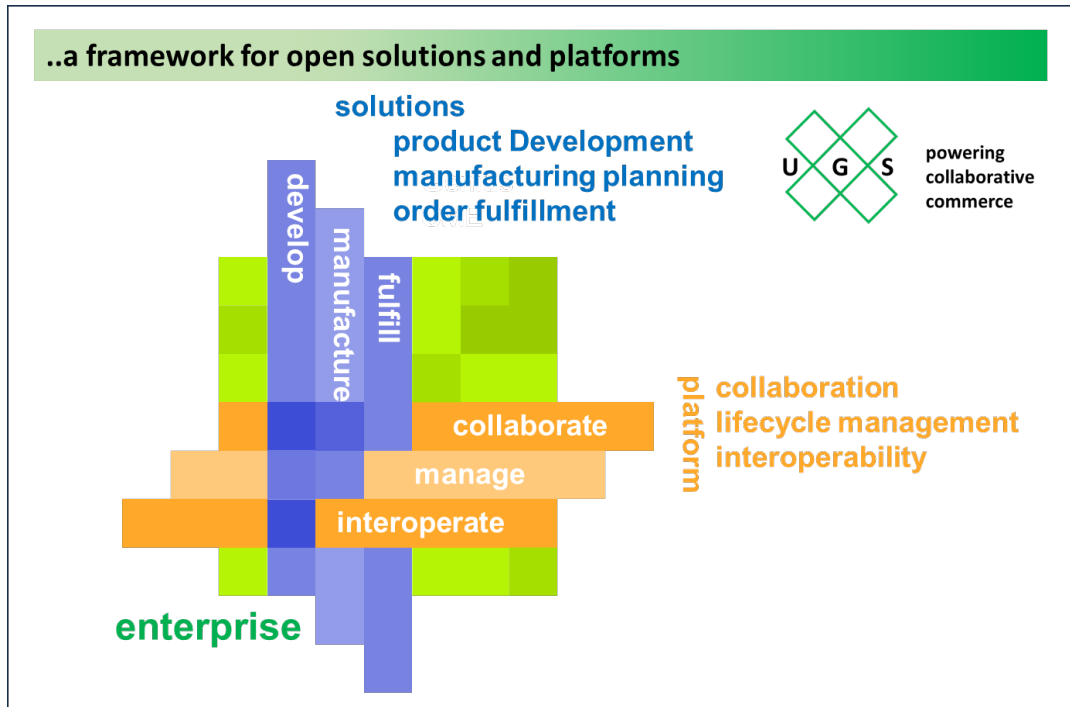 ..a framework for open solutions and platforms
solutions
product Development
manufacturing planning
order fulfillment
U G S
powering
collaborative
commerce
develop
manufacture
fulfill
collaborate
manage
interoperate
platform
collaboration
lifecycle management
interoperability
enterprise